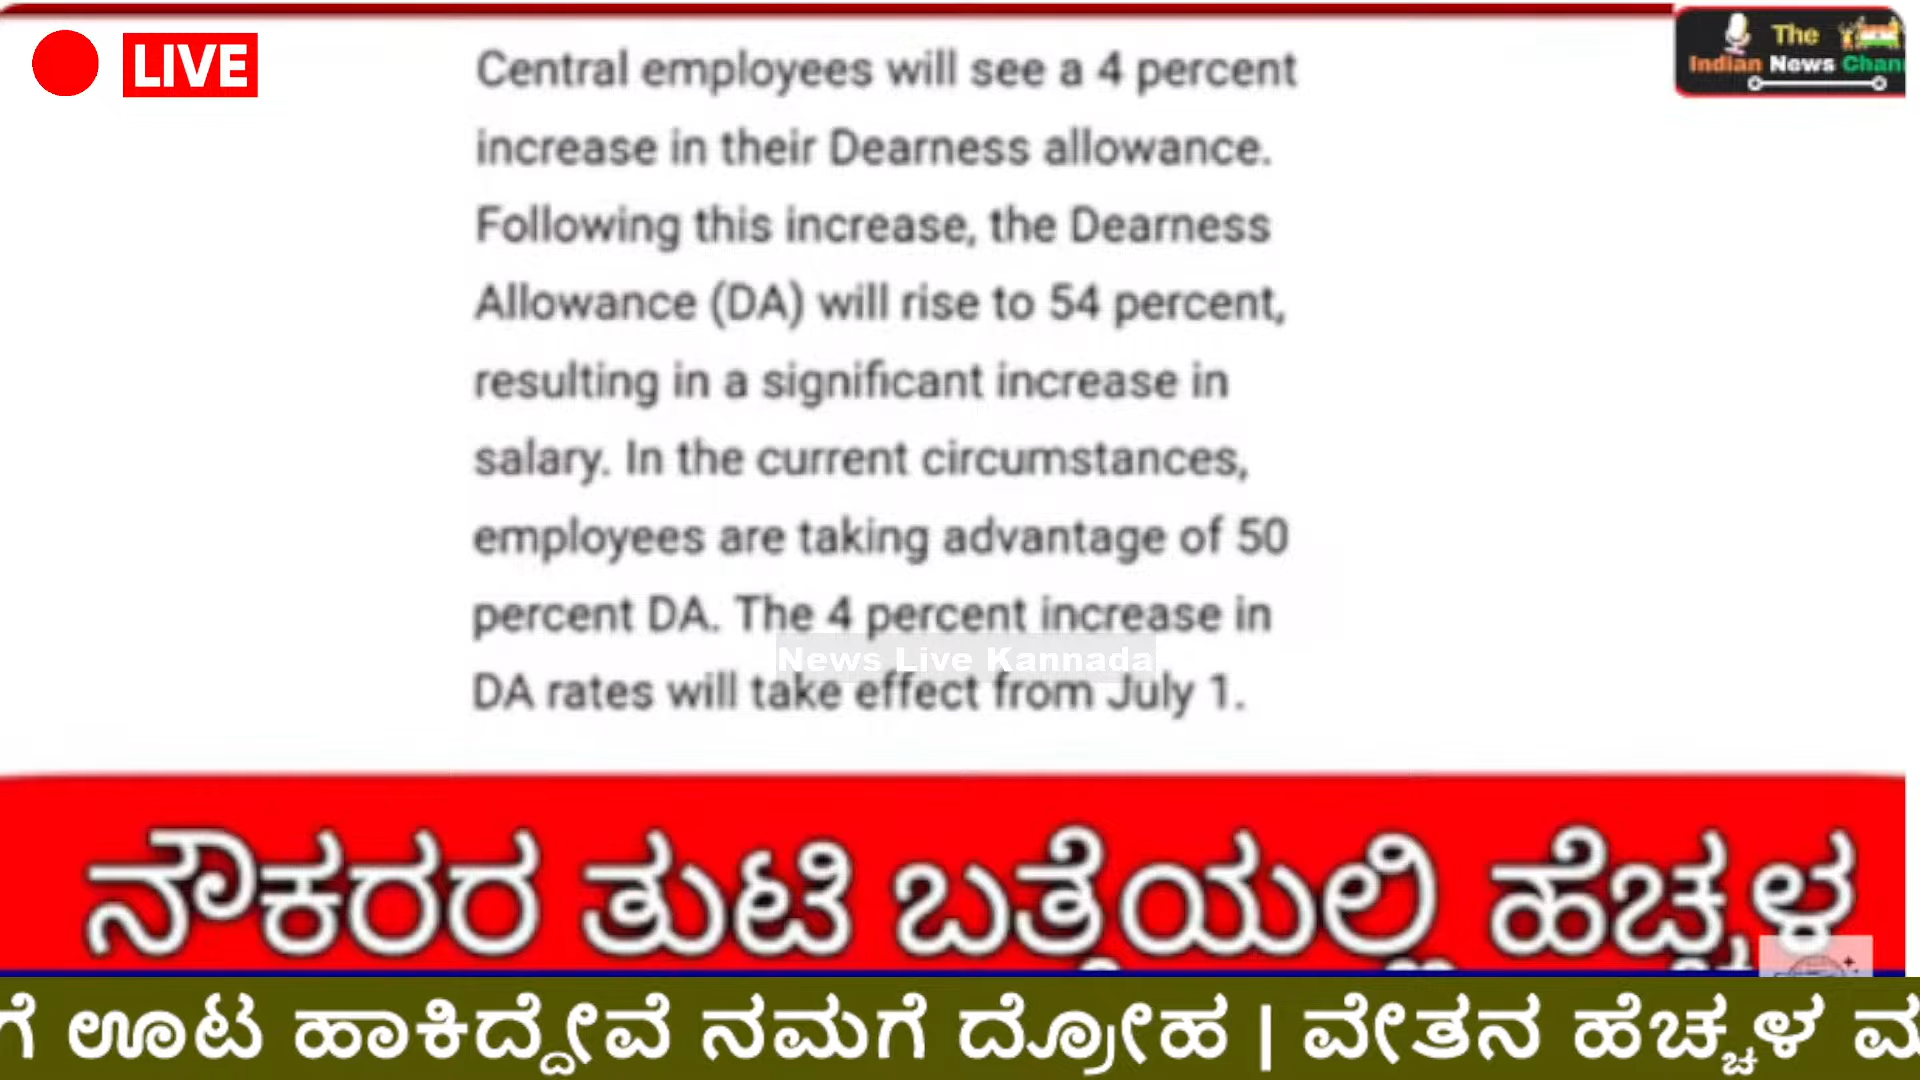 LIVE
The
Indian News Chan
Central employees will see a 4 percent
increase in their Dearness allowance.
Following this increase, the Dearness
Allowance (DA) will rise to 54 percent,
resulting in a significant increase in
salary. In the current circumstances,
employees are taking advantage of 50
percent DA. The 4 percent increase in
News Live Kannada
DA rates will take effect from July 1.
ನೌಕರರ ತುಟಿ ಬತ್ತೆಯಲ್ಲಿ ಹೆಚ್ಚಳ
ಗೆ ಊಟ ಹಾಕಿದ್ದೇವೆ ನಮಗೆ ದ್ರೋಹ | ವೇತನ ಹೆಚ್ಚಳ